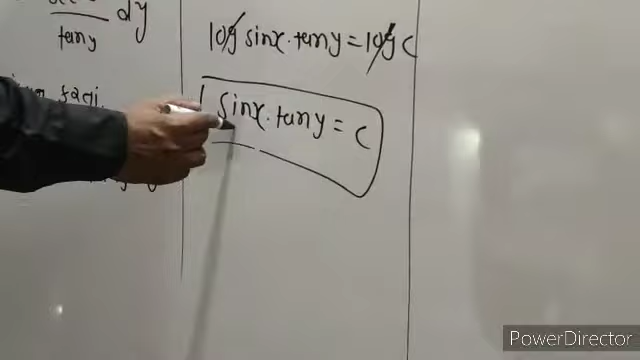 dy
tany
log sinx. tany = log c
sinx. tany = c
PowerDirector